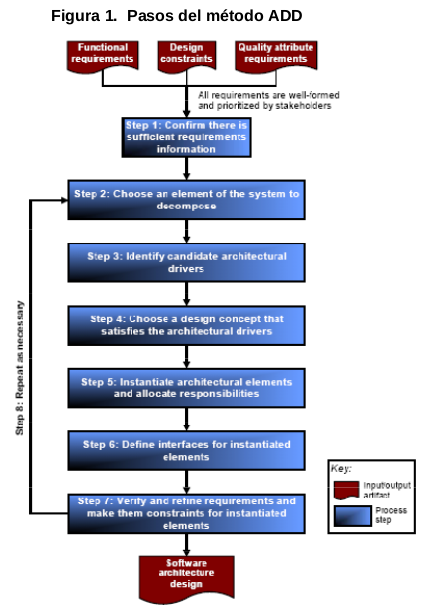 Figura 1. Pasos del método ADD
Functional
requirements
Design
constraints
Quality attribute
requirements
All requirements are well-formed
and prioritized by stakeholders
Step 1: Confirm there is
sufficient requirements
information
Step 2: Choose an element of the system to
decompose
Step 3: Identify candidate architectural
drivers
Step 4: Choose a design concept that
satisfies the architectural drivers
Step 5: Instantiate architectural elements
and allocate responsibilities
Step 6: Define interfaces for instantiated
elements
Step 7: Verify and refine requirements and
make them constraints for instantiated
elements
Step 8: Repeat as necessary
Software
architecture
design
Key:
Input/output
artifact
Process
step